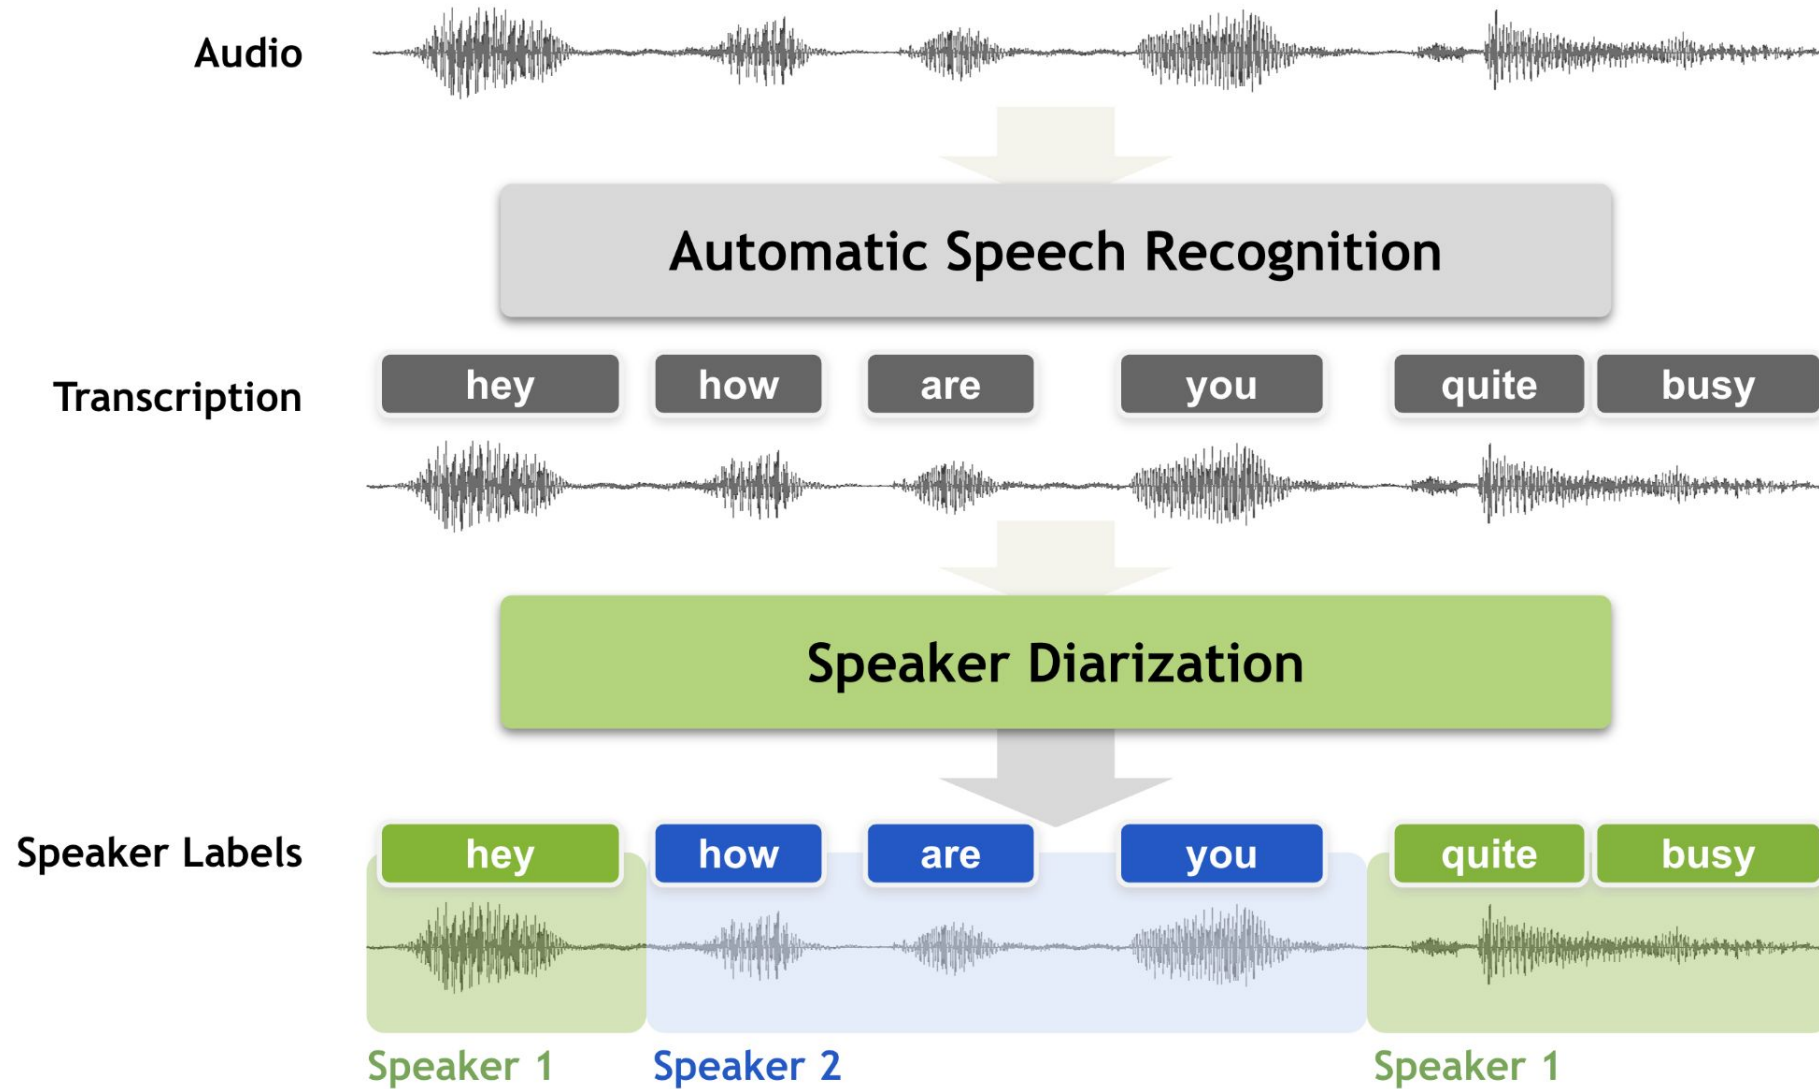 Audio
Automatic Speech Recognition
Transcription hey how are you quite busy
Speaker Diarization
Speaker Labels hey how are you quite busy
Speaker 1 Speaker 2 Speaker 1